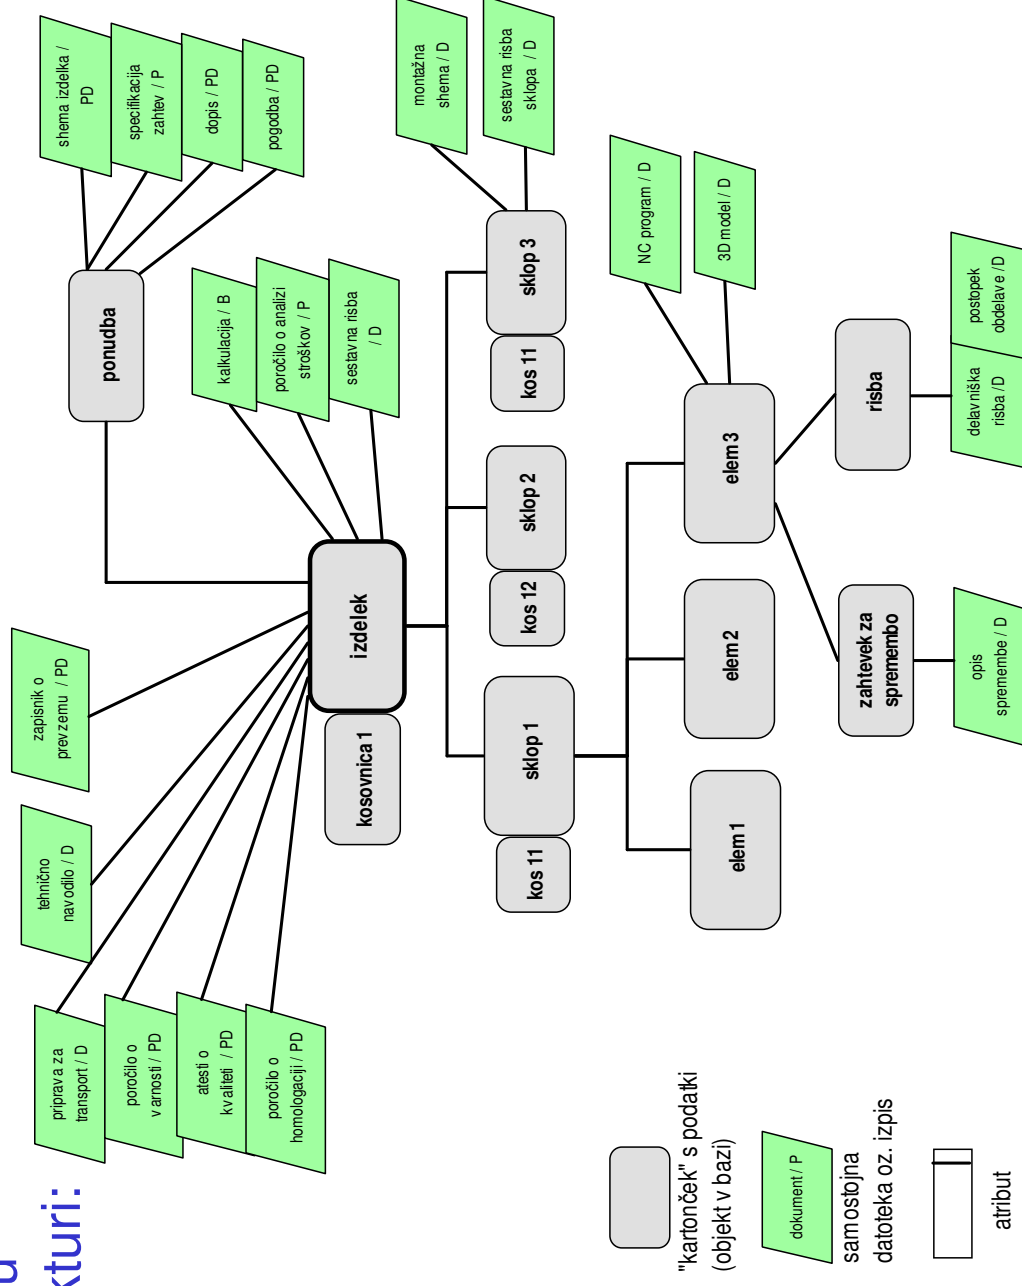 u
kturi:
priprava za
transport / D
poročilo o
varnosti / PD
atesti o
kvaliteti / PD
poročilo o
homologaciji / PD
tehnično
navodilo / D
zapisnik o
prevzemu / PD
ponudba
shema izdelka /
PD
specifikacija
zahtev / P
dopis / PD
pogodba / PD
kalkulacija / B
poročilo o analizi
stroškov / P
sestavna risba
/ D
izdelek
kosovnica 1
kos 11
sklop 1
kos 12
sklop 2
kos 11
sklop 3
montažna
shema / D
sestavna risba
sklopa / D
elem 1
elem 2
elem 3
NC program / D
3D model / D
zahtevek za
spremembo
opis
spremembe / D
risba
delavniška
risba /D
postopek
obdelave /D
"kartonček" s podatki
(objekt v bazi)
dokument / P
samostojna
datoteka oz. izpis
atribut